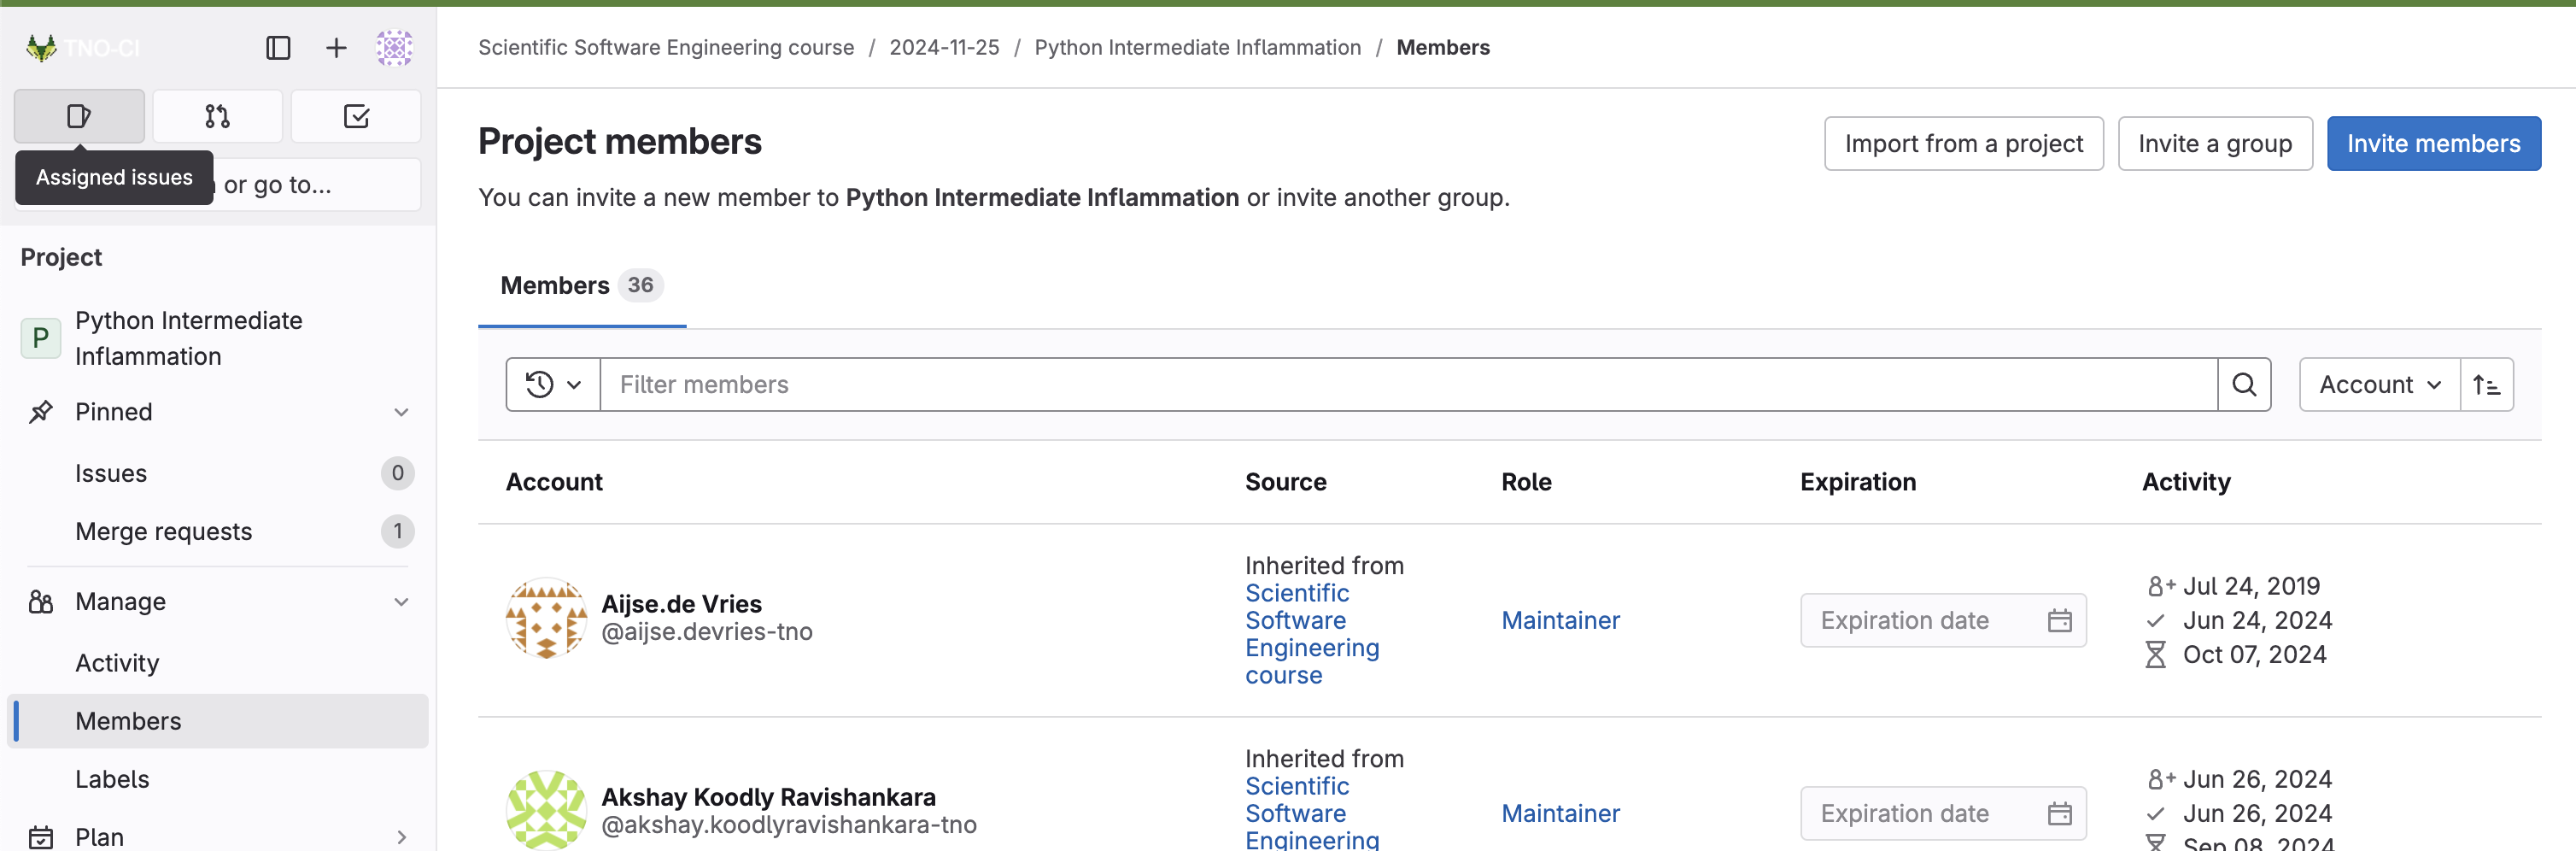 TNO-CI
Scientific Software Engineering course / 2024-11-25 / Python Intermediate Inflammation / Members
Assigned issues
or go to...
Project
Python Intermediate
Inflammation
P
Pinned
Issues 0
Merge requests 1
Manage
Activity
Members
Labels
Plan
Project members
Import from a project
Invite a group
Invite members
You can invite a new member to Python Intermediate Inflammation or invite another group.
Members 36
Filter members
Account
Account Source Role Expiration Activity
Aijse.de Vries
@aijse.devries-tno
Inherited from
Scientific
Software
Engineering
course
Maintainer
Expiration date
Jul 24, 2019
Jun 24, 2024
Oct 07, 2024
Akshay Koodly Ravishankara
@akshay.koodlyravishankara-tno
Inherited from
Scientific
Software
Engineering
Maintainer
Expiration date
Jun 26, 2024
Jun 26, 2024
Sep 08, 2024